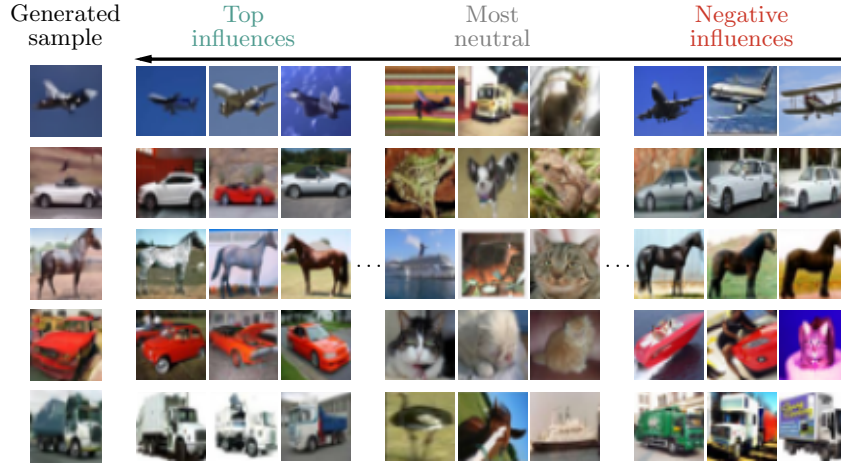 Generated
sample
Top
influences
Most
neutral
Negative
influences
...
...